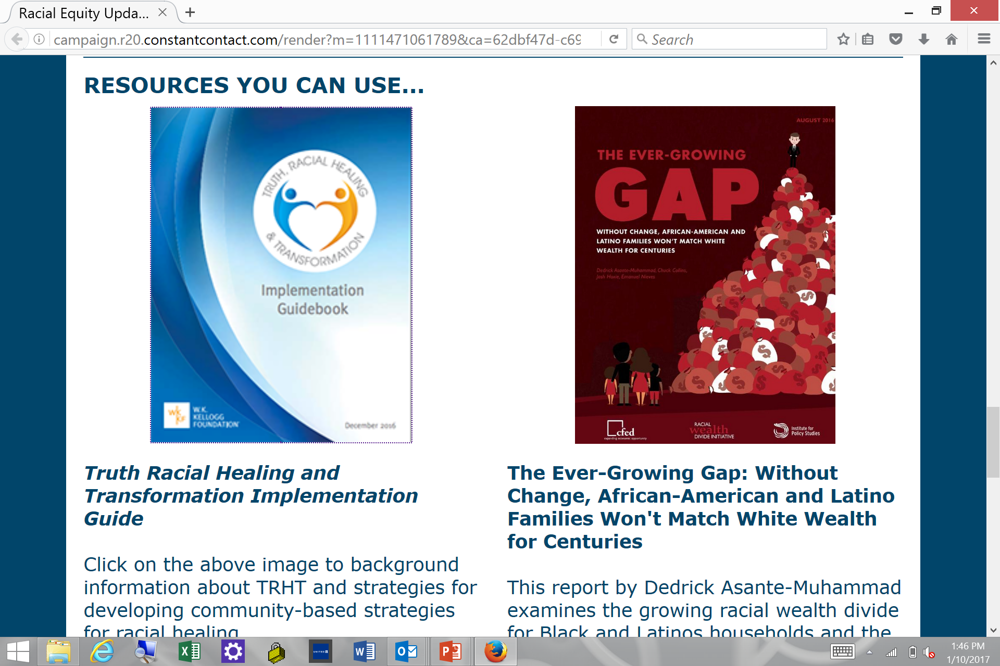 Racial Equity Upda...
campaign.r20.constantcontact.com/render?m=1111471061789&ca=62dbf47d-c69
Search
RESOURCES YOU CAN USE...
TRUTH, RACIAL HEALING
& TRANSFORMATION
Implementation
Guidebook
W.K.
KELLOGG
FOUNDATION
December 2016
AUGUST 2016
THE EVER-GROWING
GAP
WITHOUT CHANGE, AFRICAN-AMERICAN AND
LATINO FAMILIES WON'T MATCH WHITE
WEALTH FOR CENTURIES
Dedrick Asante-Muhammad, Chuck Collins,
Josh Hoxie, Emanuel Nieves
cfed
expanding economic opportunity
RACIAL
wealth
DIVIDE INITIATIVE
Institute for
Policy Studies
Truth Racial Healing and
Transformation Implementation
Guide
Click on the above image to background
information about TRHT and strategies for
developing community-based strategies
for racial healing
The Ever-Growing Gap: Without
Change, African-American and Latino
Families Won't Match White Wealth
for Centuries
This report by Dedrick Asante-Muhammad
examines the growing racial wealth divide
for Black and Latinos households and the
UNITED
1:46 PM
1/10/2017